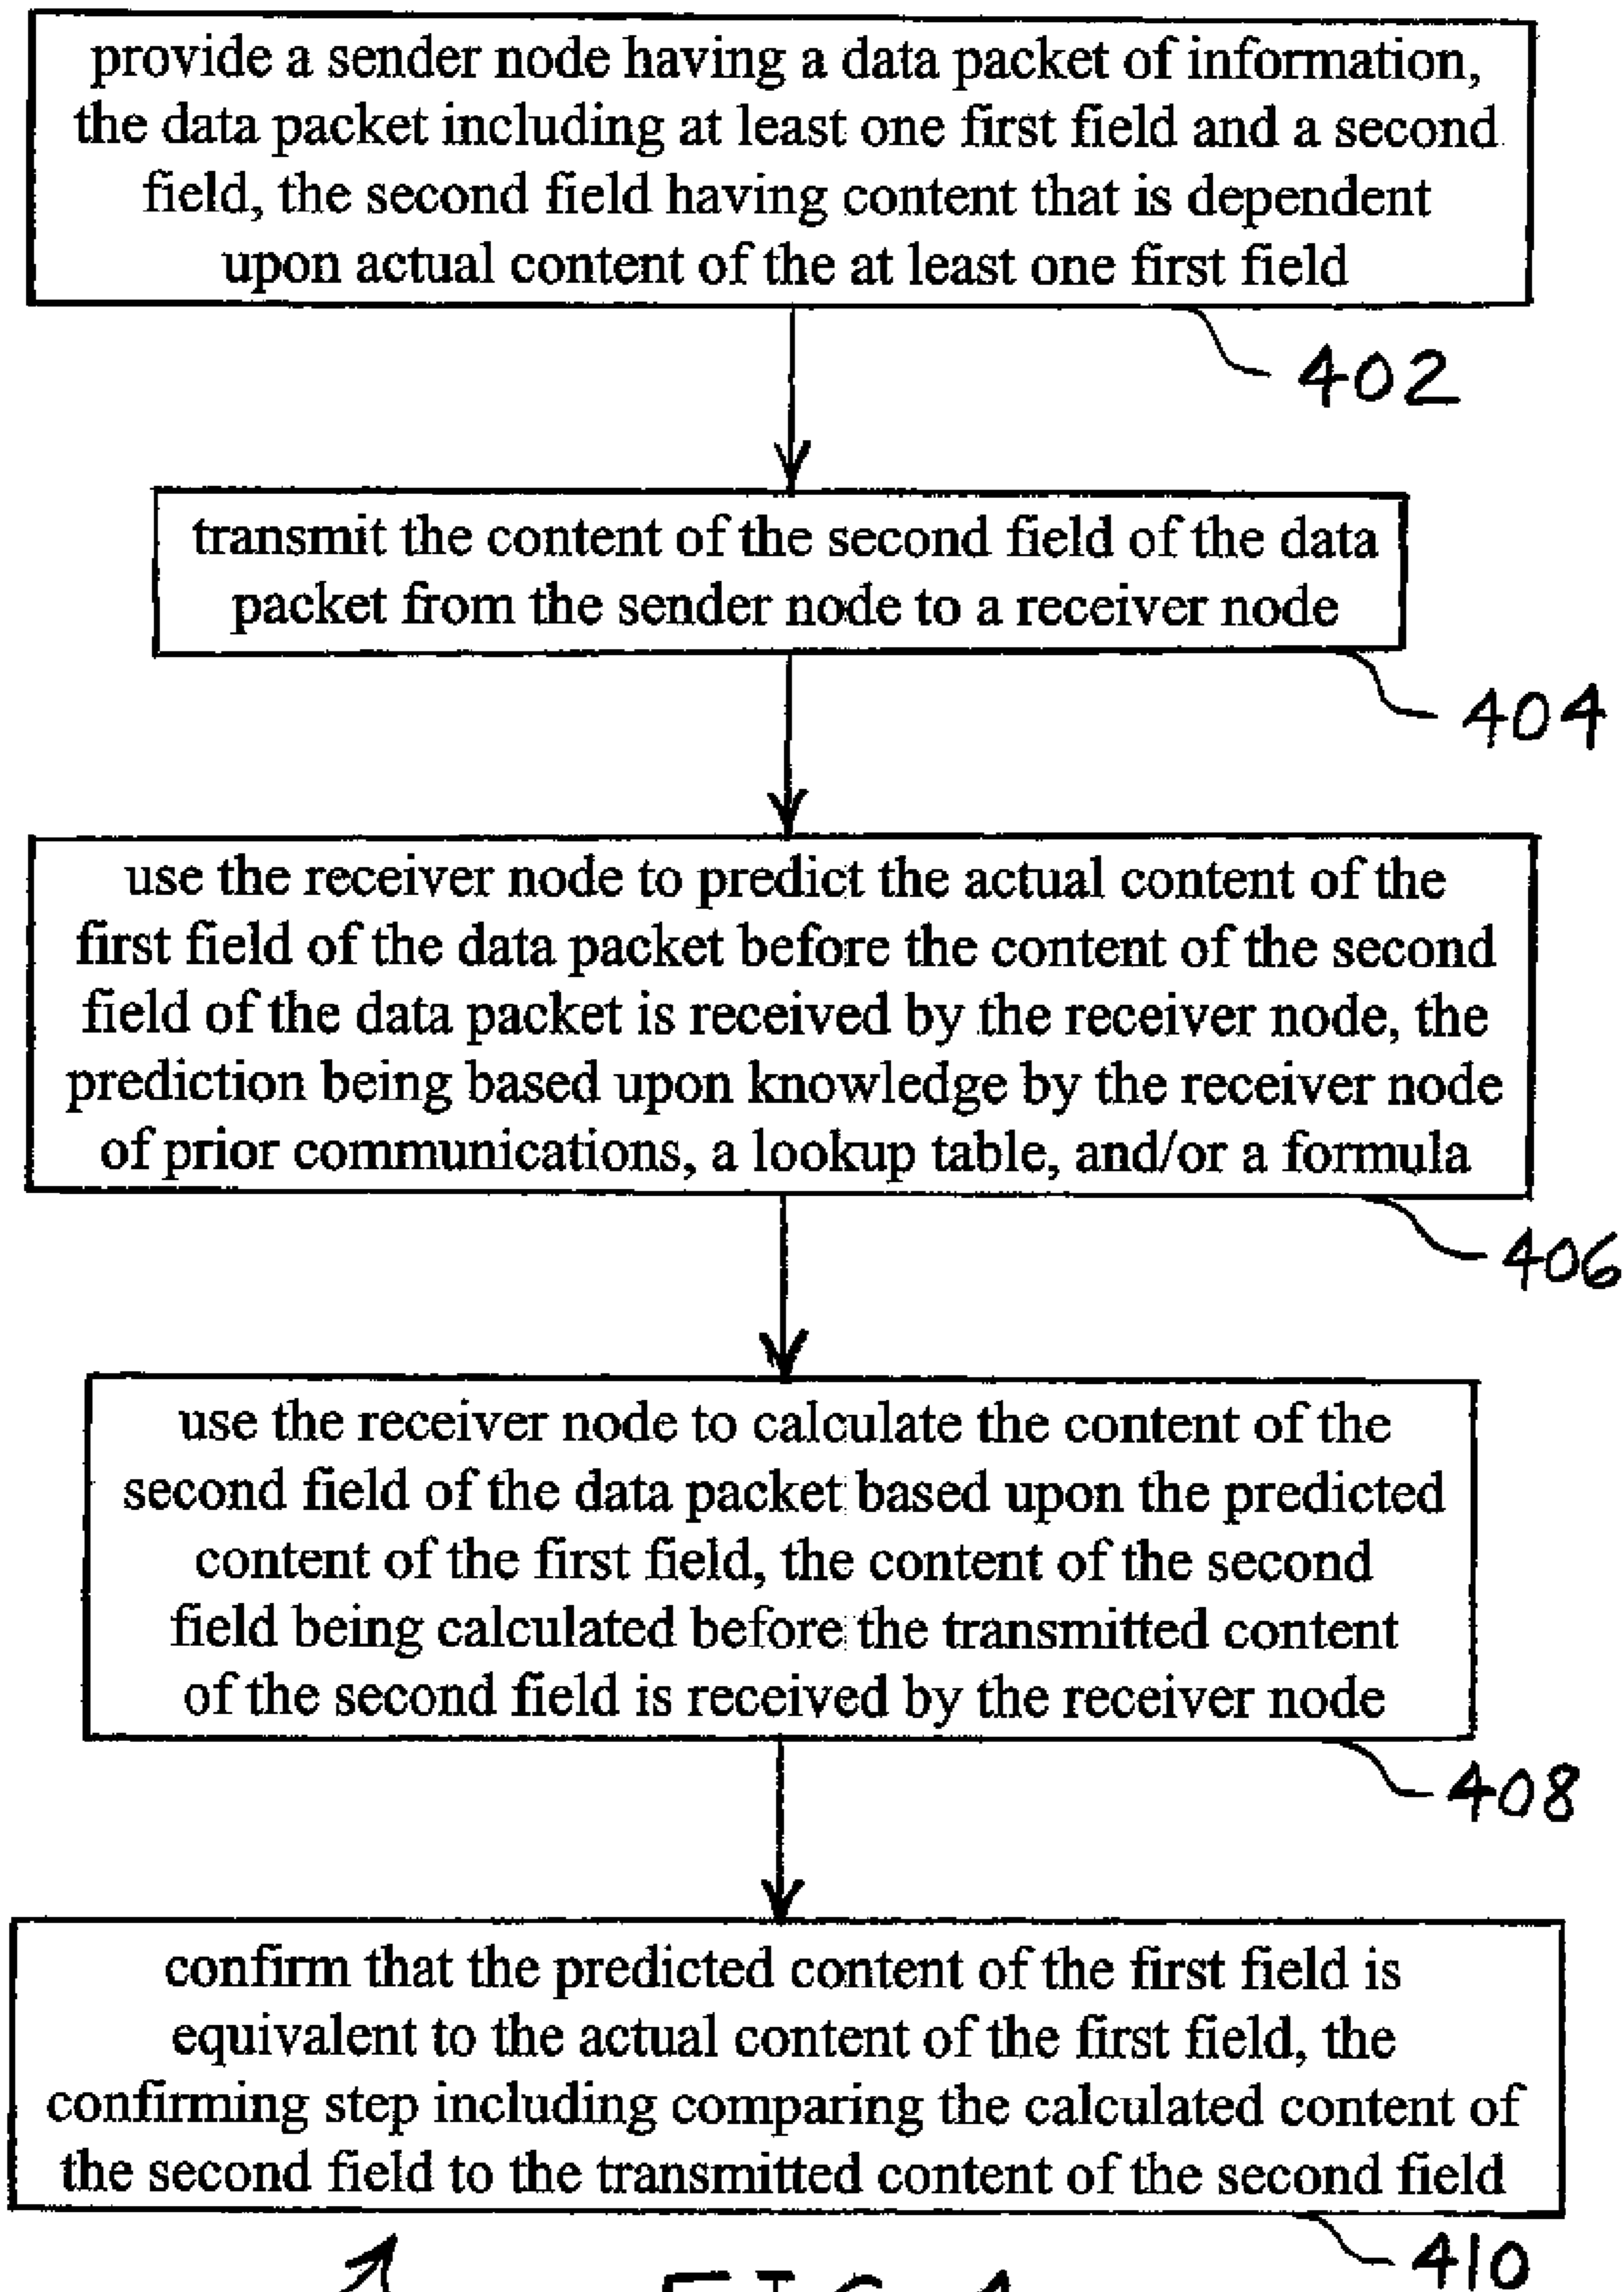 provide a sender node having a data packet of information,
the data packet including at least one first field and a second
field, the second field having content that is dependent
upon actual content of the at least one first field
402
transmit the content of the second field of the data
packet from the sender node to a receiver node
404
use the receiver node to predict the actual content of the
first field of the data packet before the content of the second
field of the data packet is received by the receiver node, the
prediction being based upon knowledge by the receiver node
of prior communications, a lookup table, and/or a formula
406
use the receiver node to calculate the content of the
second field of the data packet based upon the predicted
content of the first field, the content of the second
field being calculated before the transmitted content
of the second field is received by the receiver node
408
confirm that the predicted content of the first field is
equivalent to the actual content of the first field, the
confirming step including comparing the calculated content of
the second field to the transmitted content of the second field
410